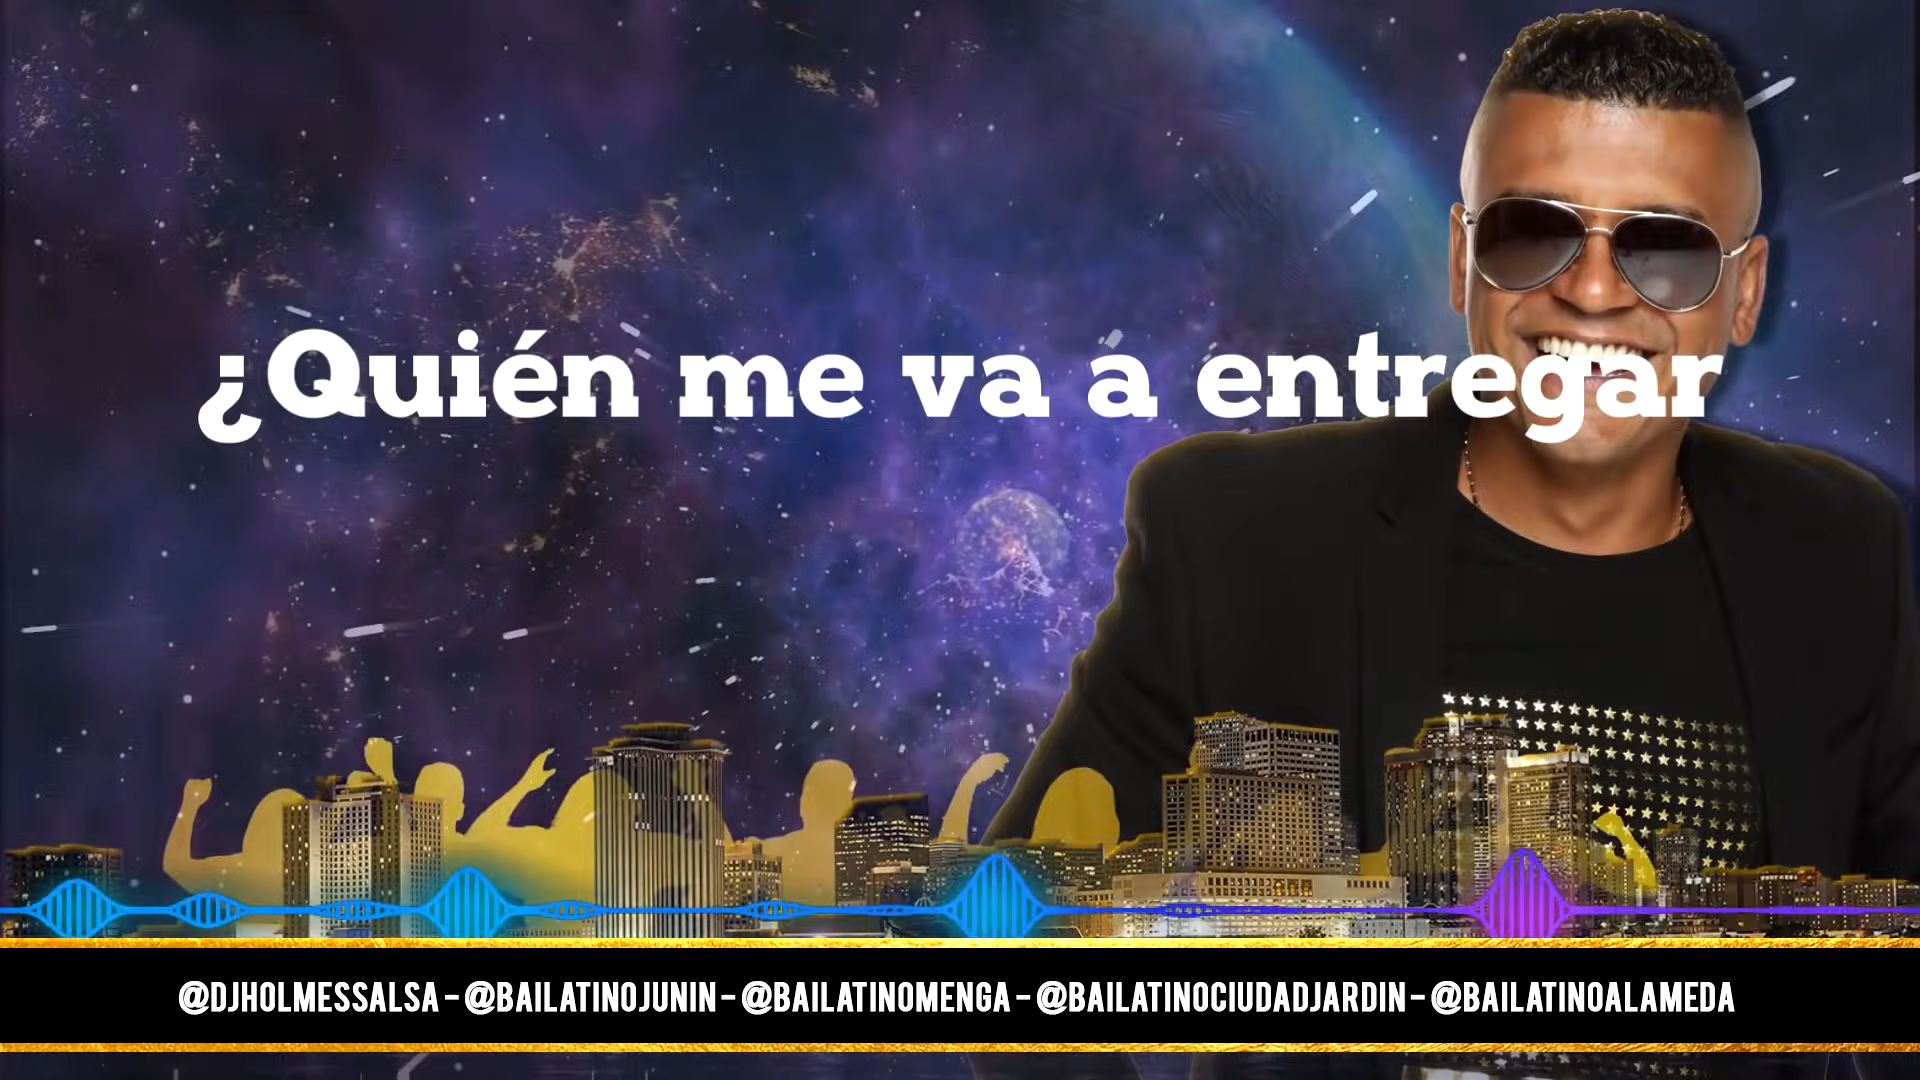 ¿Quién me va a entregar
@DJHOLMESSALSA - @BAILATINOJUNIN - @BAILATINOMENGA - @BAILATINOCIUDADJARDIN - @BAILATINOALAMEDA